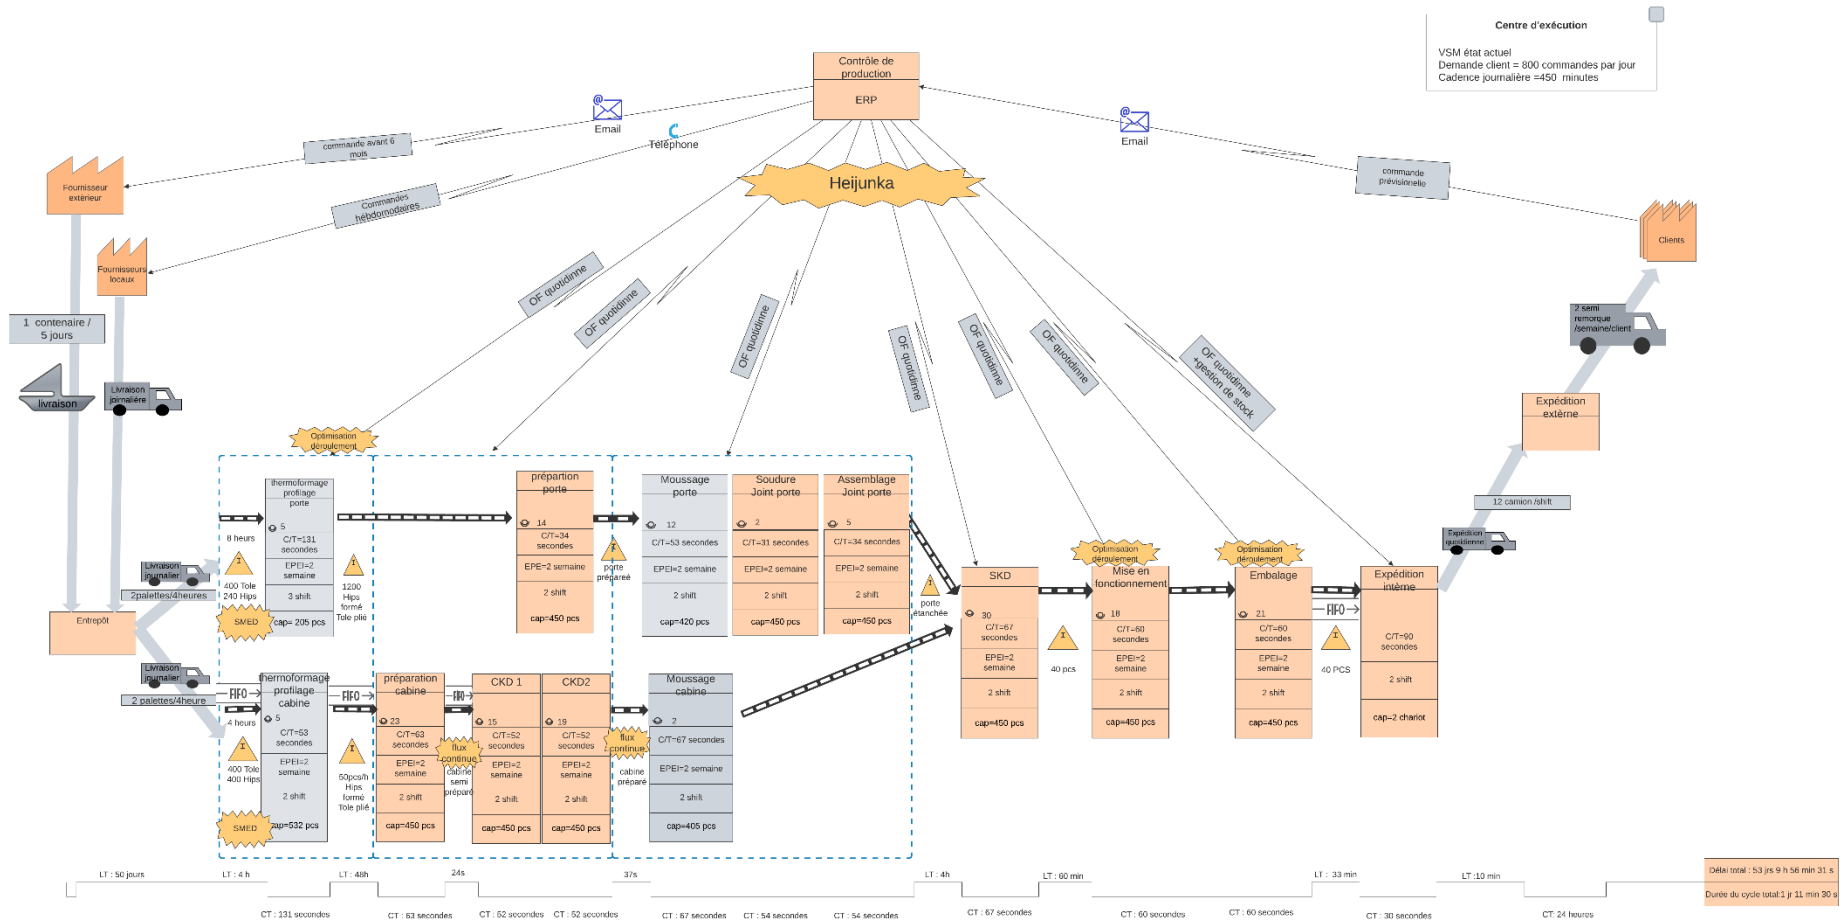 Centre d'exécution
VSM état actuel
Demande client = 800 commandes par jour
Cadence journalière =450 minutes
Contrôle de
production
ERP
Email
Téphone
Email
commande avant 6
mois
Commandes
hébdomodaires
commande
prévisionelie
Fournisseur
extèrieur
Fournisseurs
locaux
Clients
Heijunka
1 contenaire /
5 jours
livraison
Livraison
joirnalière
OF quotidinne
OF quotidinne
OF quotidinne
OF quotidinne
OF quotidinne
OF quotidinne
OF quotidinne
+gestion de stock
2 semi
remorque
/semaine/client
Expédition
extèrne
12 camion /shift
Expédition
quotidienne
Optimisation
déroulement
Entrepôt
Livraison
journalier
2palettes/4heures
Livraison
journalier
2 palettes/4heure
8 heures
I
400 Tole
240 Hips
SMED
thermoformage
profilage
porte
5
C/T=131
secondes
EPEI=2
semaine
3 shift
cap= 205 pcs
I
1200
Hips
formé
Tole plié
prépartion
porte
14
C/T=34
secondes
EPE=2 semaine
2 shift
cap=450 pcs
I
porte
prépareé
Moussage
porte
12
C/T=53 secondes
EPEI=2 semaine
2 shift
cap=420 pcs
Soudure
Joint porte
2
C/T=31 secondes
EPEI=2 semaine
2 shift
cap=450 pcs
Assemblage
Joint porte
5
C/T=34 secondes
EPEI=2 semaine
2 shift
cap=450 pcs
I
porte
étanchée
SKD
30
C/T=67
secondes
EPEI=2
semaine
2 shift
cap=450 pcs
I
40 pcs
Optimisation
déroulement
Mise en
fonctionnement
18
C/T=60
secondes
EPEI=2
semaine
2 shift
cap=450 pcs
Optimisation
déroulement
Embalage
21
C/T=60
secondes
EPEI=2
semaine
2 shift
cap=450 pcs
FIFO
I
40 PCS
Expédition
intèrne
C/T=90
secondes
2 shift
cap=2 chariot
FIFO
4 heures
I
400 Tole
400 Hips
SMED
thermoformage
profilage
cabine
5
C/T=53
secondes
EPEI=2
semaine
2 shift
cap=532 pcs
FIFO
I
50pcs/h
Hips
formé
Tole plié
préparation
cabine
23
C/T=63
secondes
EPEI=2
semaine
2 shift
cap=450 pcs
FIFO
flux
continue
cabine
semi
préparé
CKD 1
15
C/T=52
secondes
EPEI=2
semaine
2 shift
cap=450 pcs
CKD2
19
C/T=52
secondes
EPEI=2
semaine
2 shift
cap=450 pcs
flux
continue
cabine
préparé
Moussage
cabine
2
C/T=67 secondes
EPEI=2 semaine
2 shift
cap=405 pcs
LT : 50 jours
LT : 4 h
LT : 48h
24s
37s
LT : 4h
LT : 60 min
LT : 33 min
LT :10 min
CT : 131 secondes
CT : 63 secondes
CT : 52 secondes
CT : 52 secondes
CT : 67 secondes
CT : 54 secondes
CT : 54 secondes
CT : 67 secondes
CT : 60 secondes
CT : 60 secondes
CT : 30 secondes
CT: 24 heures
Délai total : 53 jrs 9 h 56 min 31 s
Durée du cycle total:1 jr 11 min 30 s